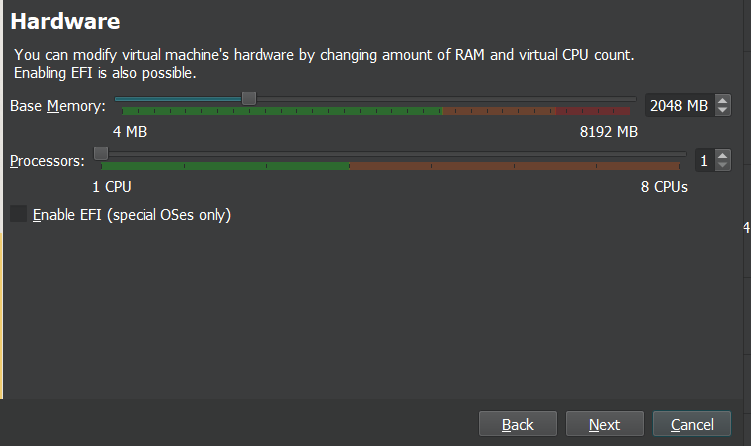 Hardware
You can modify virtual machine's hardware by changing amount of RAM and virtual CPU count.
Enabling EFI is also possible.
Base Memory: 2048 MB
4 MB 8192 MB
Processors: 1
1 CPU 8 CPUs
Enable EFI (special OSes only)
4
Back Next Cancel